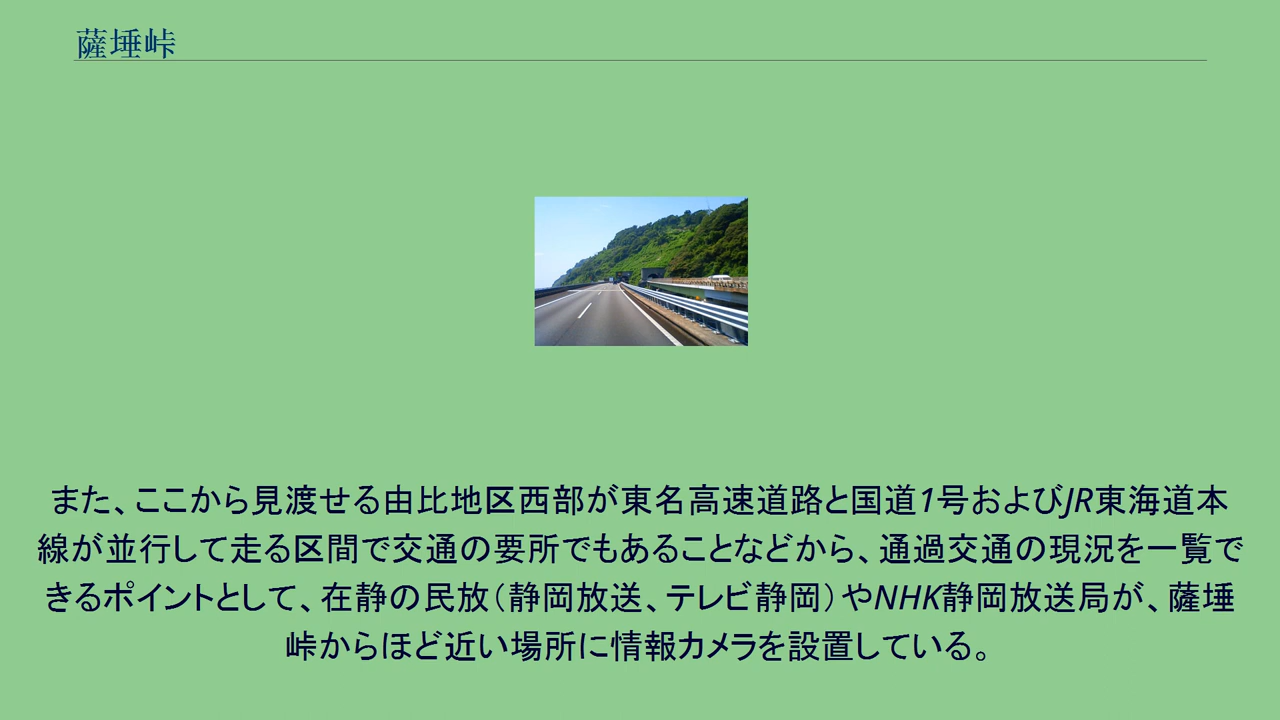 薩埵峠
また、ここから見渡せる由比地区西部が東名高速道路と国道1号およびJR東海道本
線が並行して走る区間で交通の要所でもあることなどから、通過交通の現況を一覧で
きるポイントとして、在静の民放（静岡放送、テレビ静岡）やNHK静岡放送局が、薩埵
峠からほど近い場所に情報カメラを設置している。